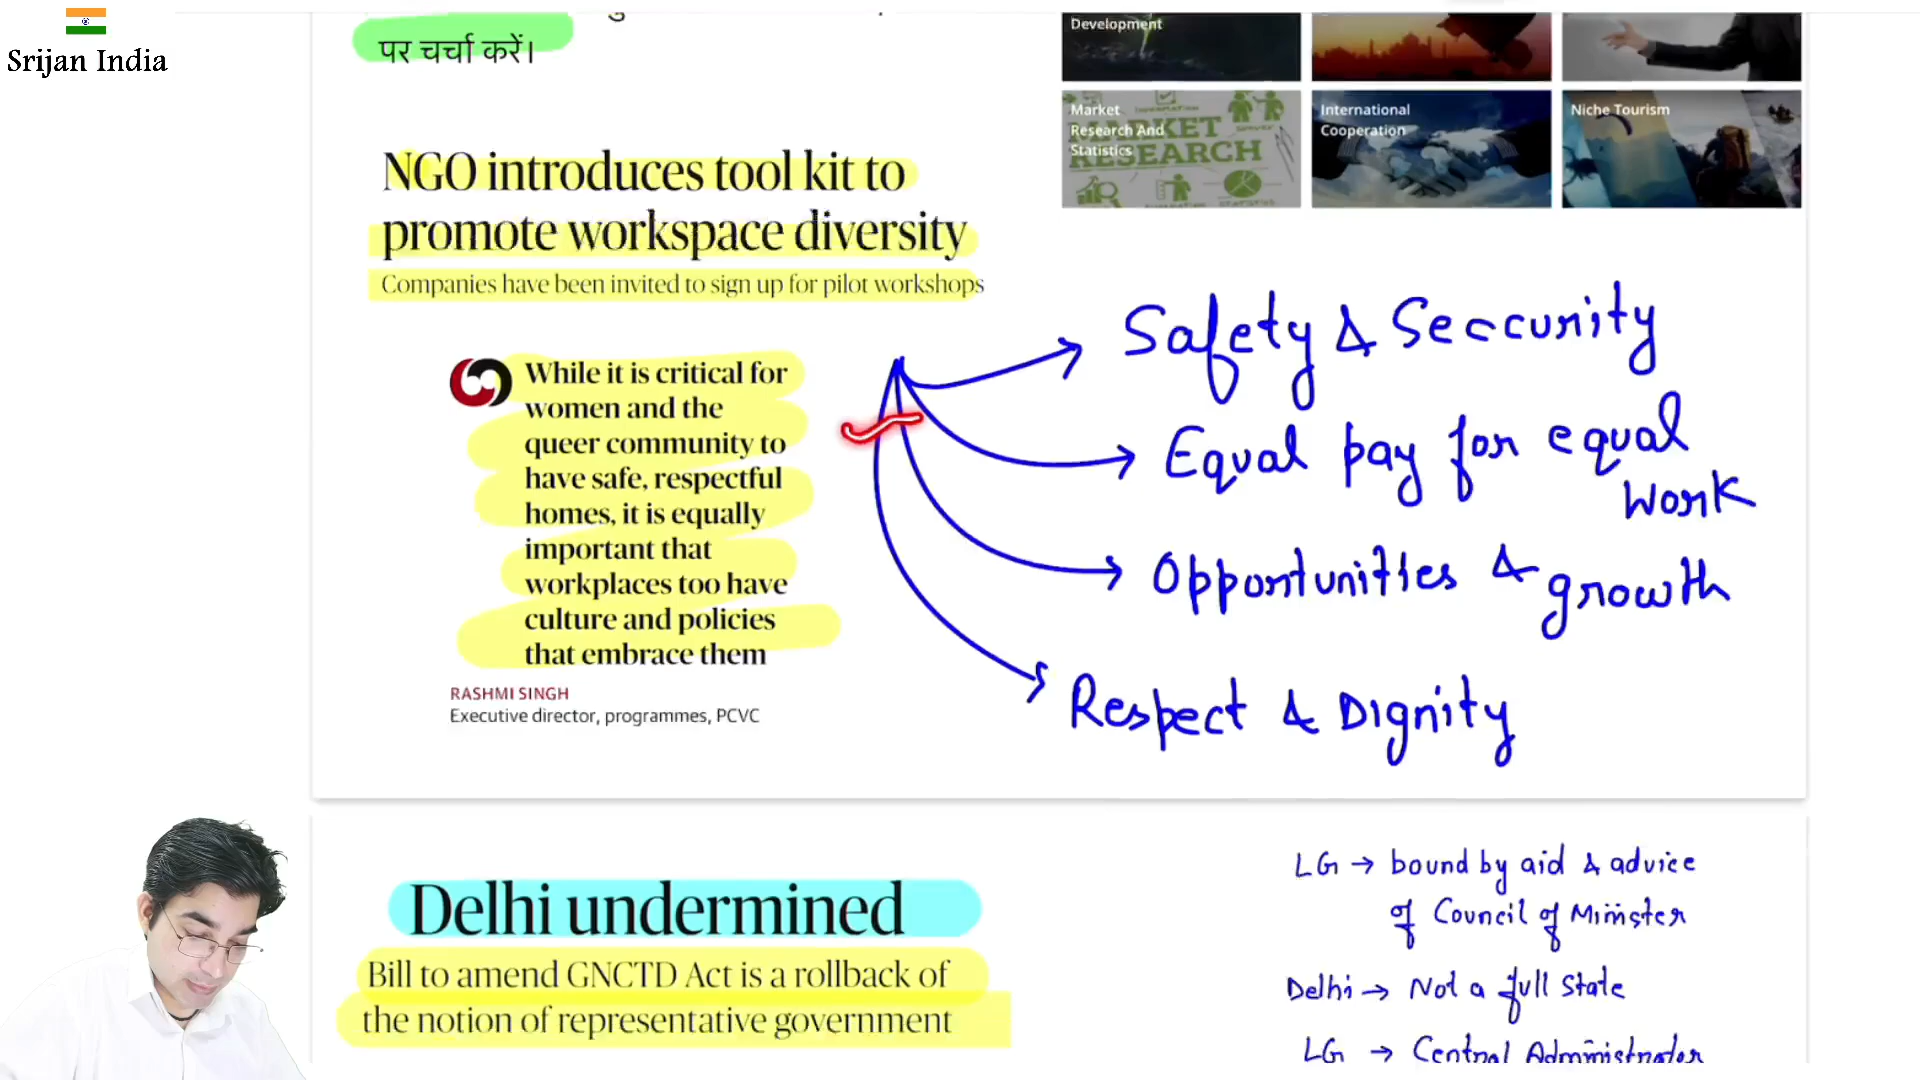 Srijan India
पर चर्चा करें।
Development
Market
Research And
Statistics
MARKET
RESEARCH
International
Cooperation
Niche Tourism
NGO introduces tool kit to
promote workspace diversity
Companies have been invited to sign up for pilot workshops
While it is critical for
women and the
queer community to
have safe, respectful
homes, it is equally
important that
workplaces too have
culture and policies
that embrace them
RASHMI SINGH
Executive director, programmes, PCVC
Safety & Seccurity
Equal pay for equal
work
Opportunities & growth
Respect & Dignity
Delhi undermined
Bill to amend GNCTD Act is a rollback of
the notion of representative government
LG → bound by aid & advice
of Council of Minister
Delhi → Not a full State
LG → Central Administrator